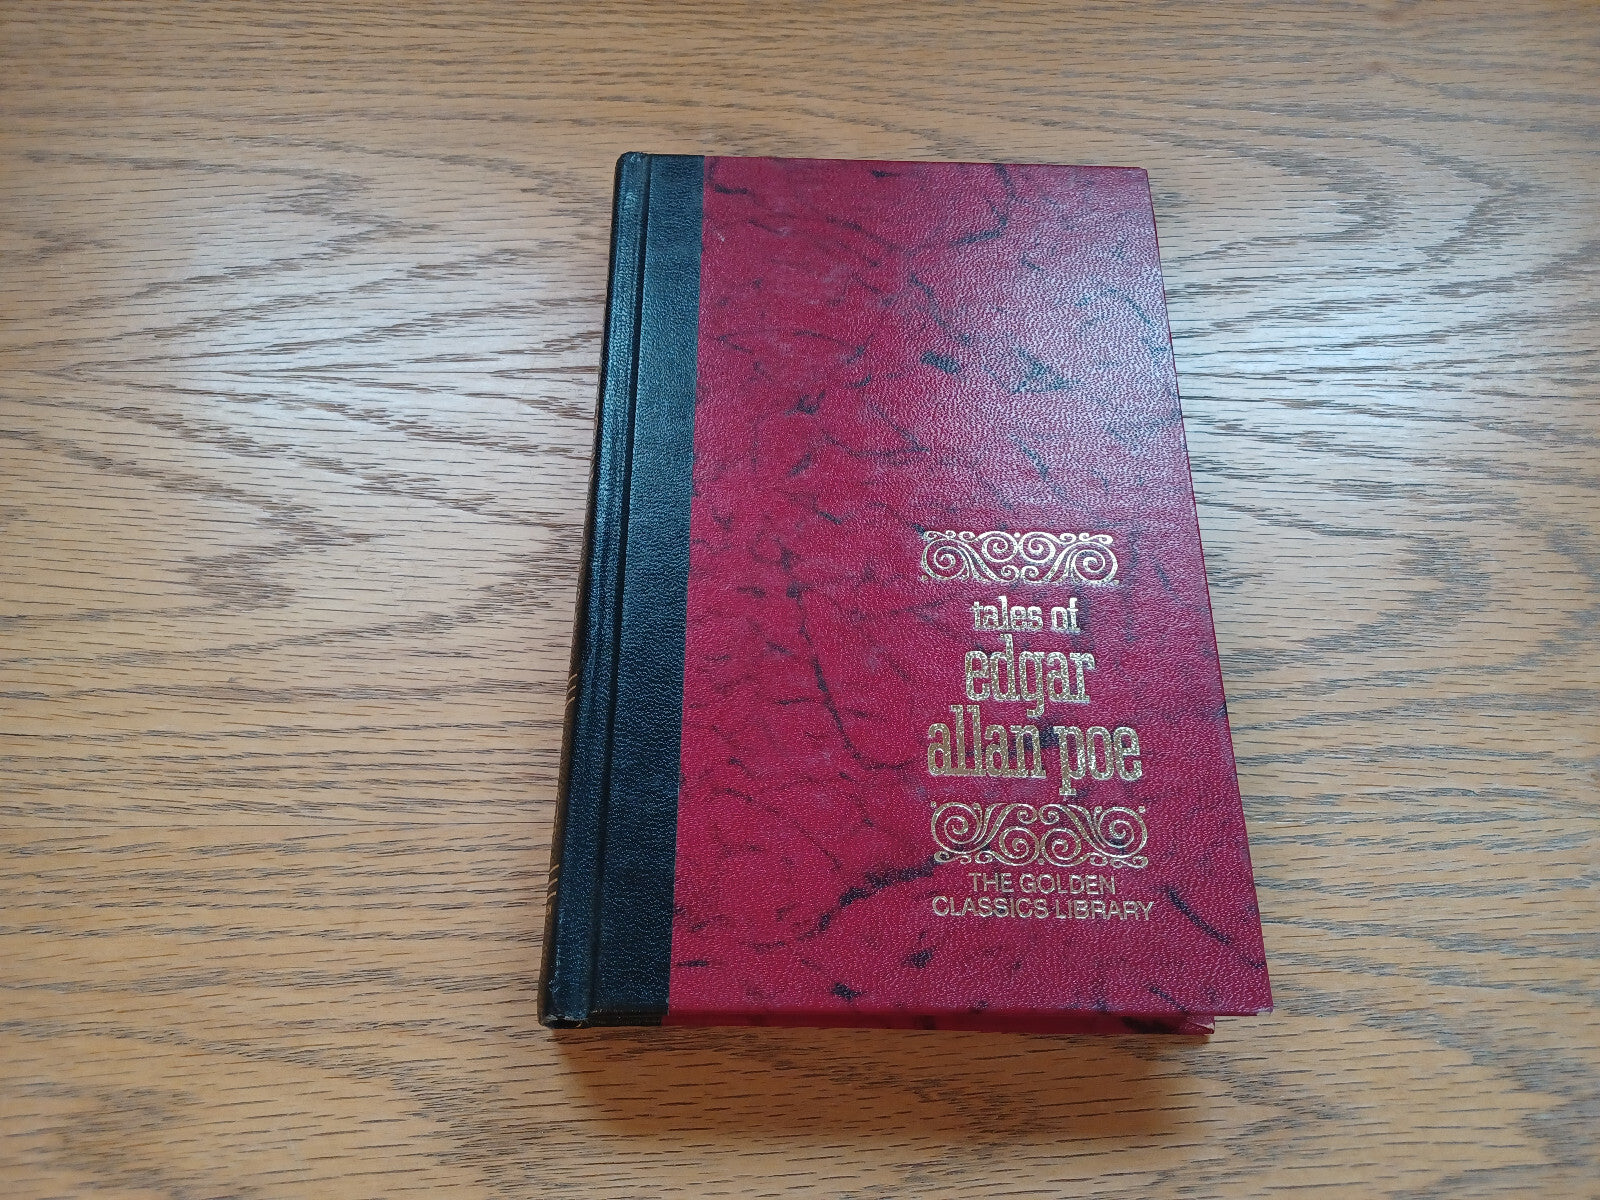 tales of
edgar
allan poe
THE GOLDEN
CLASSICS LIBRARY